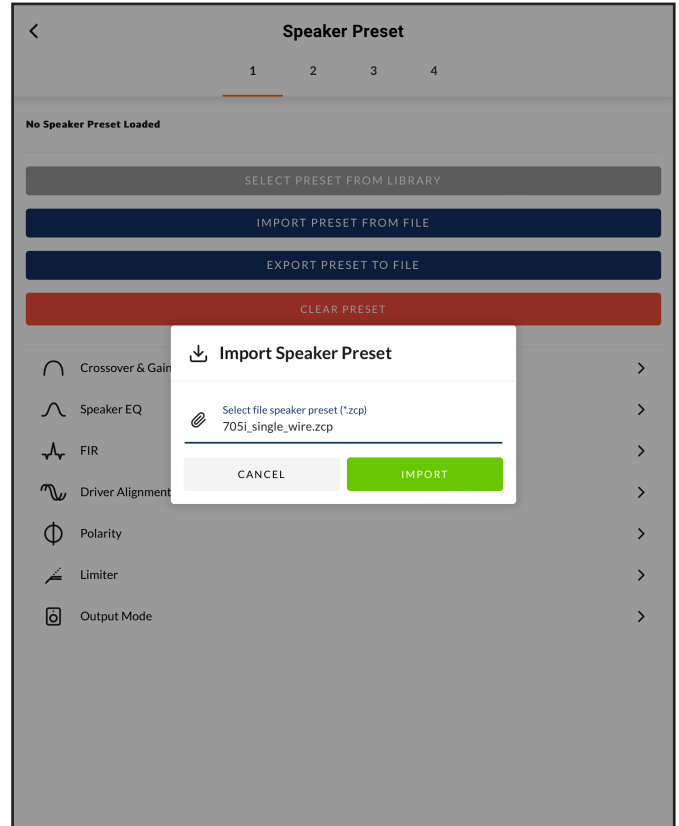 Speaker Preset
1 2 3 4
No Speaker Preset Loaded
SELECT PRESET FROM LIBRARY
IMPORT PRESET FROM FILE
EXPORT PRESET TO FILE
CLEAR PRESET
Import Speaker Preset
Select file speaker preset (*.zcp)
705i_single_wire.zcp
CANCEL IMPORT
Crossover & Gain
Speaker EQ
FIR
Driver Alignment
Polarity
Limiter
Output Mode